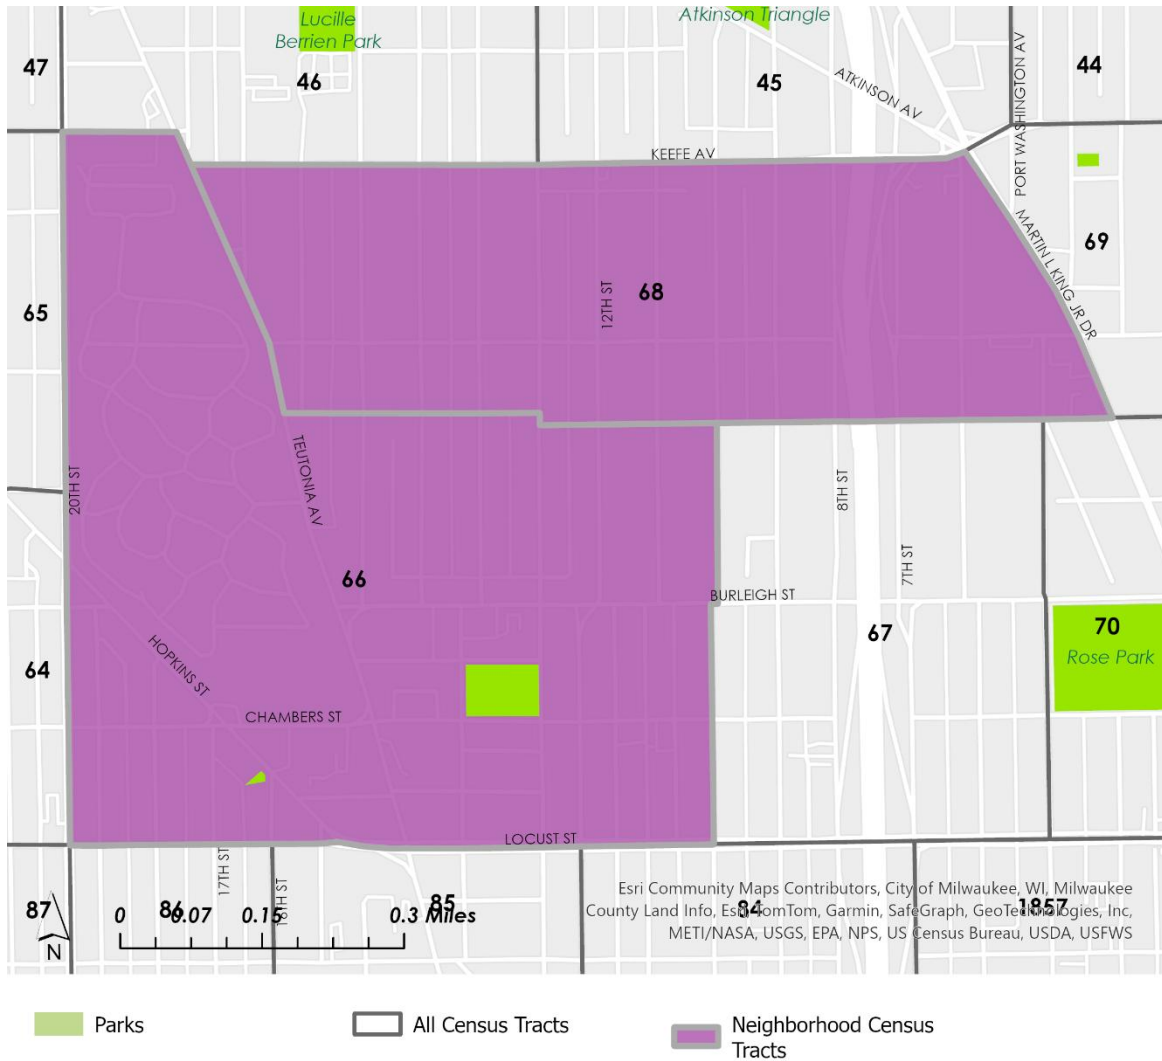 Lucille
Berrien Park
Atkinson Triangle
47
46
45
44
ATKINSON AV
PORT WASHINGTON AV
KEEFE AV
MARTIN L KING JR DR
69
65
68
12TH ST
20TH ST
TEUTONIA AV
8TH ST
7TH ST
66
BURLEIGH ST
67
70
Rose Park
64
HOPKINS ST
CHAMBERS ST
LOCUST ST
17TH ST
16TH ST
87
86
85
84
1857
N
0 0.07 0.15 0.3 Miles
Esri Community Maps Contributors, City of Milwaukee, WI, Milwaukee
County Land Info, Esri, TomTom, Garmin, SafeGraph, GeoTechnologies, Inc,
METI/NASA, USGS, EPA, NPS, US Census Bureau, USDA, USFWS
Parks
All Census Tracts
Neighborhood Census
Tracts